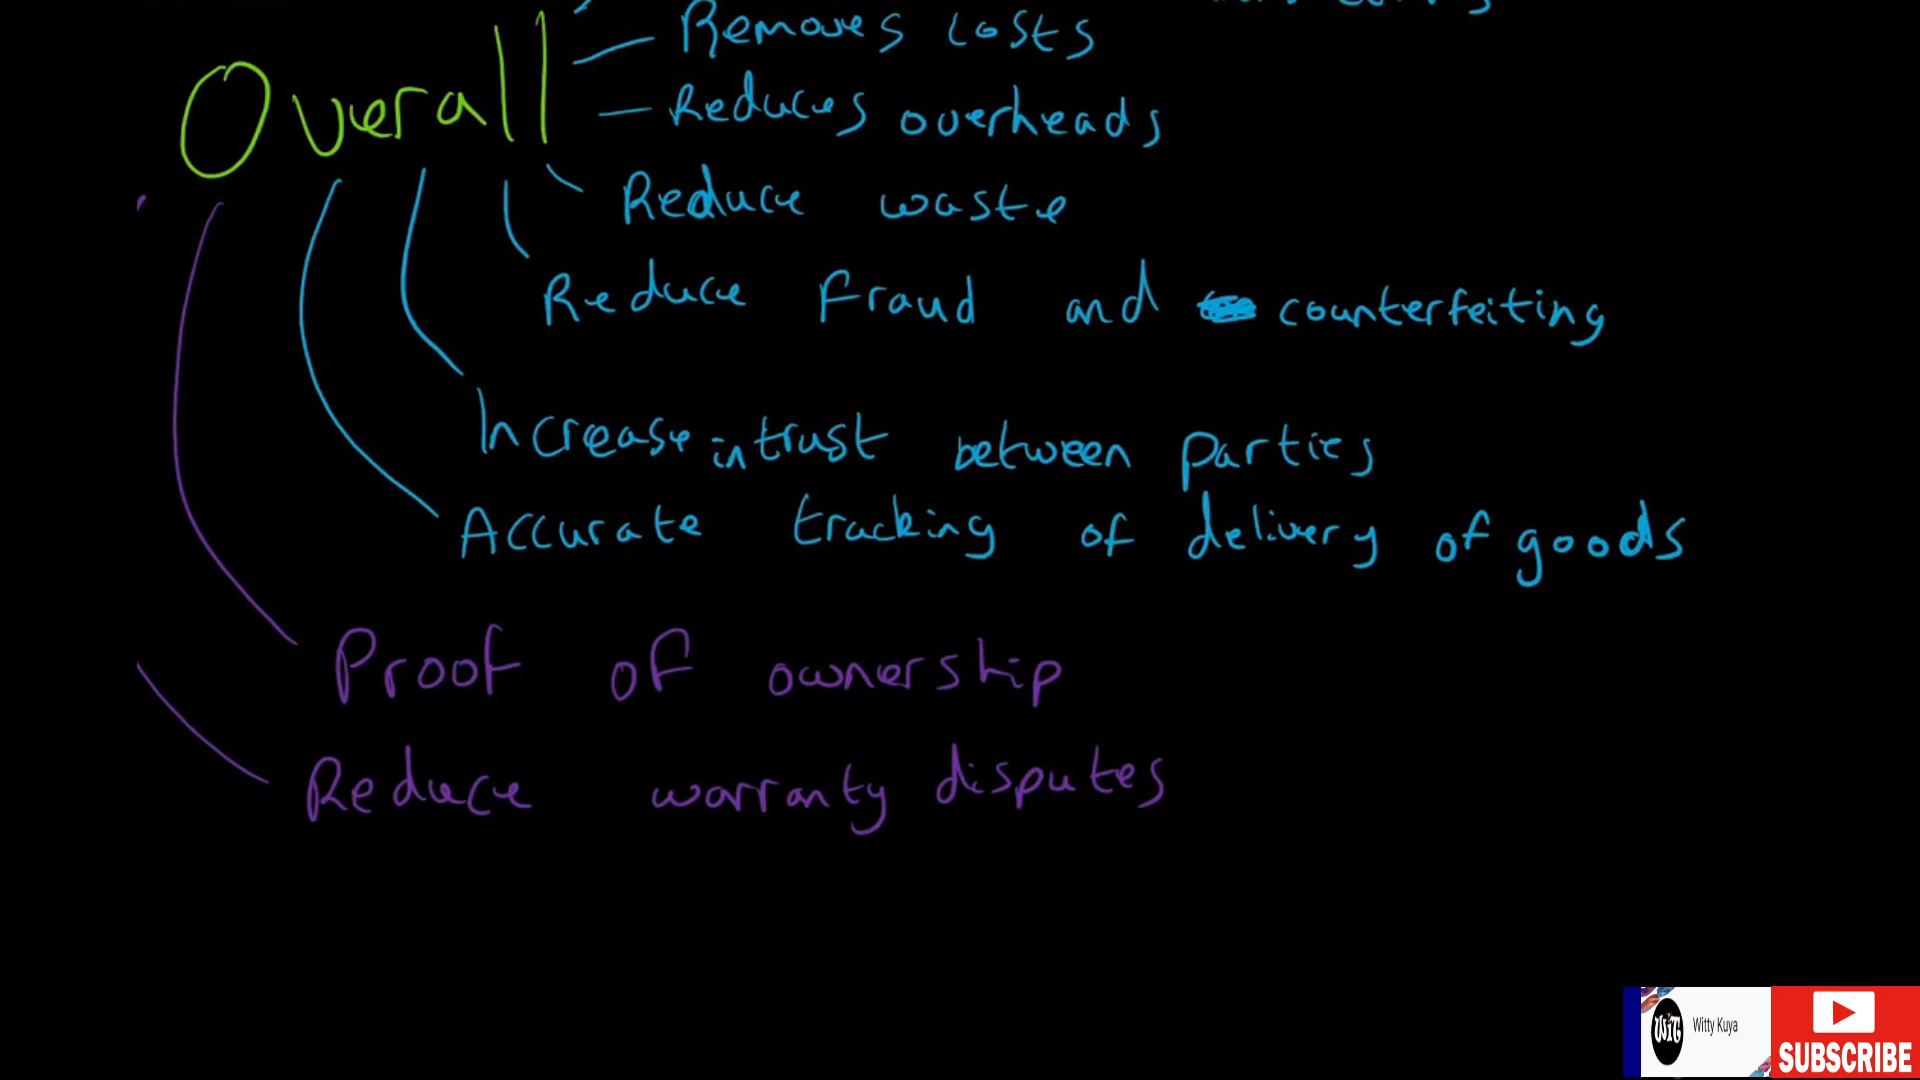 Removes costs
Overall
Reduces overheads
Reduce waste
Reduce fraud and counterfeiting
Increase in trust between parties
Accurate tracking of delivery of goods
Proof of ownership
Reduce warranty disputes
WiT
Witty Kuya
SUBSCRIBE